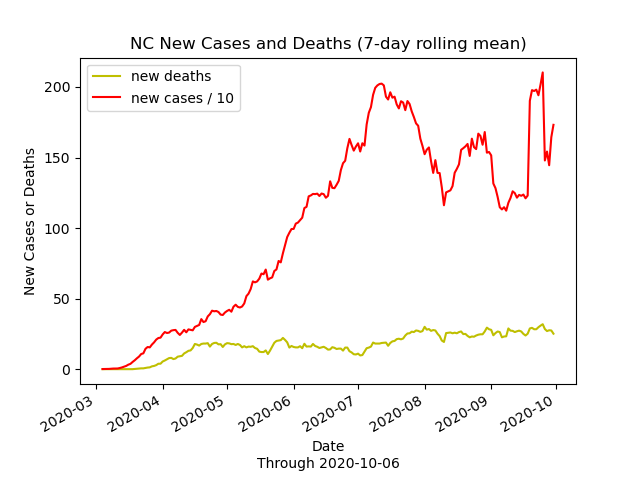 NC New Cases and Deaths (7-day rolling mean)
new deaths
new cases / 10
New Cases or Deaths
200
150
100
50
0
2020-03
2020-04
2020-05
2020-06
2020-07
2020-08
2020-09
2020-10
Date
Through 2020-10-06